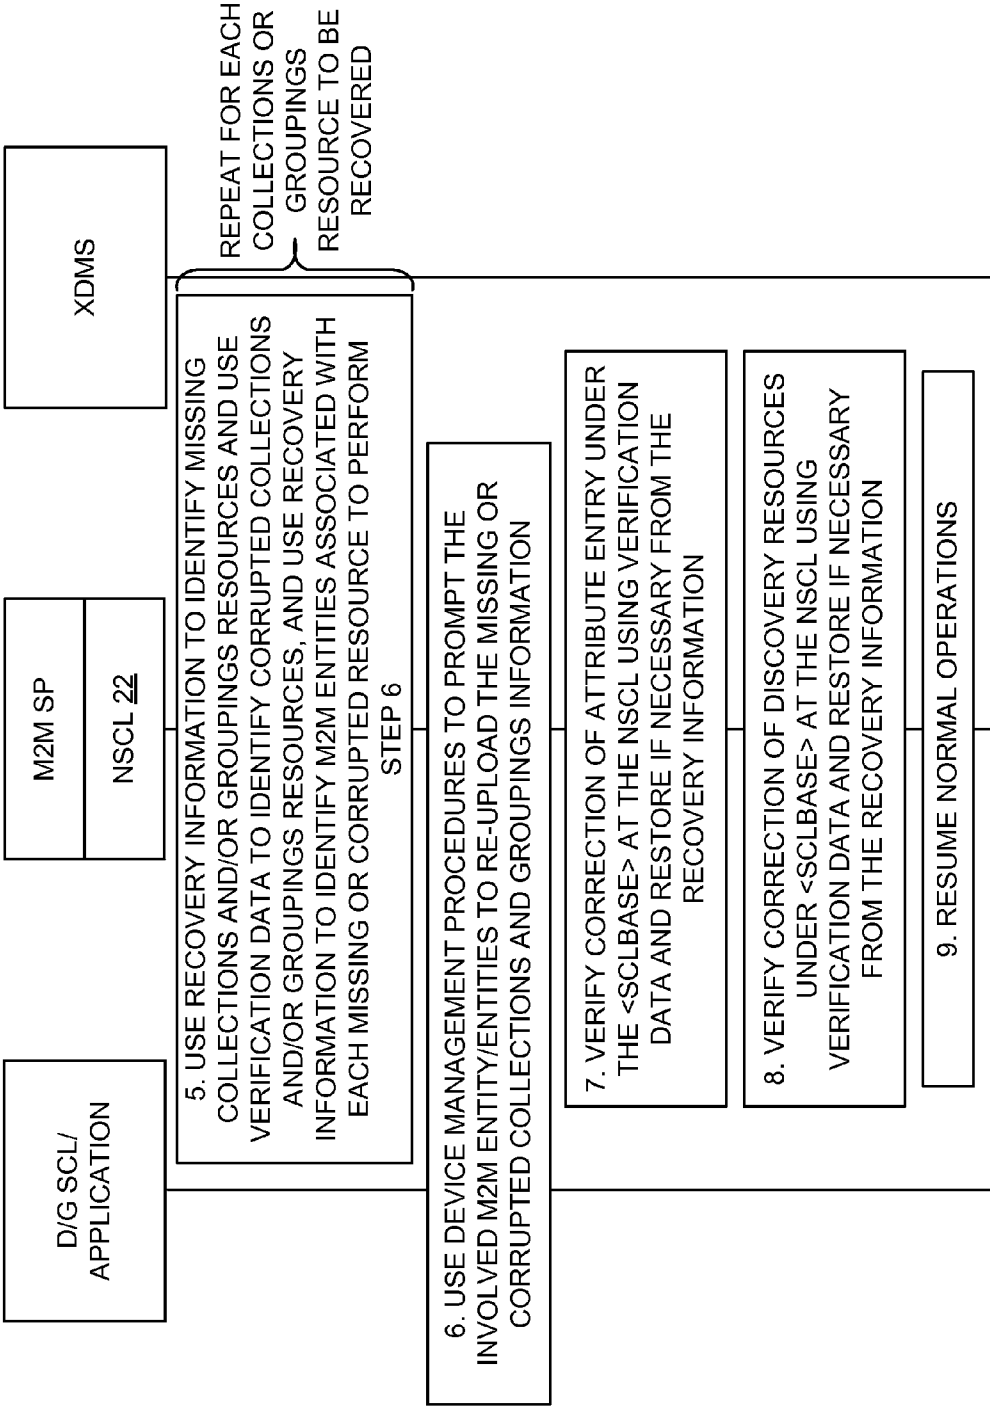 D/G SCL/
APPLICATION
M2M SP
NSCL 22
XDMS
5. USE RECOVERY INFORMATION TO IDENTIFY MISSING
COLLECTIONS AND/OR GROUPINGS RESOURCES AND USE
VERIFICATION DATA TO IDENTIFY CORRUPTED COLLECTIONS
AND/OR GROUPINGS RESOURCES, AND USE RECOVERY
INFORMATION TO IDENTIFY M2M ENTITIES ASSOCIATED WITH
EACH MISSING OR CORRUPTED RESOURCE TO PERFORM
STEP 6
REPEAT FOR EACH
COLLECTIONS OR
GROUPINGS
RESOURCE TO BE
RECOVERED
6. USE DEVICE MANAGEMENT PROCEDURES TO PROMPT THE
INVOLVED M2M ENTITY/ENTITIES TO RE-UPLOAD THE MISSING OR
CORRUPTED COLLECTIONS AND GROUPINGS INFORMATION
7. VERIFY CORRECTION OF ATTRIBUTE ENTRY UNDER
THE <SCLBASE> AT THE NSCL USING VERIFICATION
DATA AND RESTORE IF NECESSARY FROM THE
RECOVERY INFORMATION
8. VERIFY CORRECTION OF DISCOVERY RESOURCES
UNDER <SCLBASE> AT THE NSCL USING
VERIFICATION DATA AND RESTORE IF NECESSARY
FROM THE RECOVERY INFORMATION
9. RESUME NORMAL OPERATIONS